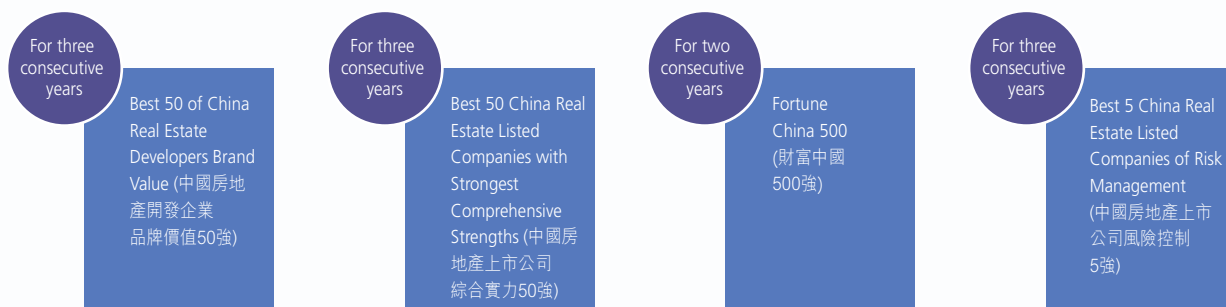 For three
consecutive
years
Best 50 of China
Real Estate
Developers Brand
Value (中國房地
產開發企業
品牌價值50強)
For three
consecutive
years
Best 50 China Real
Estate Listed
Companies with
Strongest
Comprehensive
Strengths (中國房
地產上市公司
綜合實力50強)
For two
consecutive
years
Fortune
China 500
(財富中國
500強)
For three
consecutive
years
Best 5 China Real
Estate Listed
Companies of Risk
Management
(中國房地產上市
公司風險控制
5強)